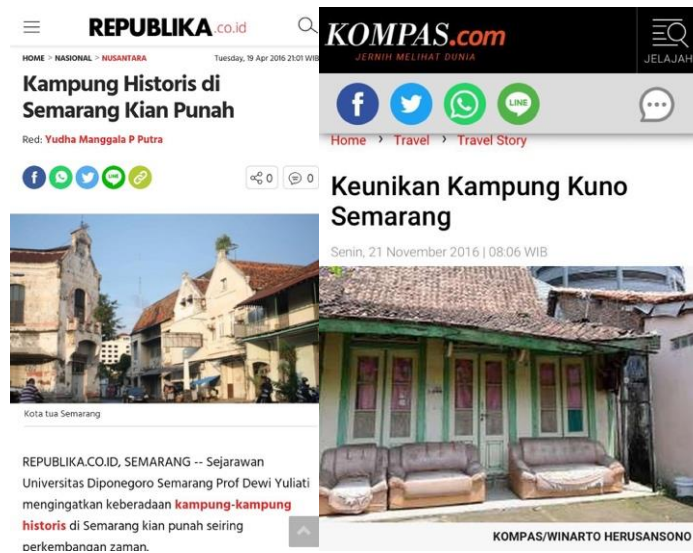 REPUBLIKA.co.id
HOME > NASIONAL > NUSANTARA
Tuesday, 19 Apr 2016 21:01 WIB
Kampung Historis di
Semarang Kian Punah
Red: Yudha Manggala P Putra
LINE
0
0
Kota tua Semarang
REPUBLIKA.CO.ID, SEMARANG -- Sejarawan
Universitas Diponegoro Semarang Prof Dewi Yuliati
mengingatkan keberadaan kampung-kampung
historis di Semarang kian punah seiring
perkembangan zaman.
KOMPAS.com
JERNIH MELIHAT DUNIA
JELAJAH
LINE
Home > Travel > Travel Story
Keunikan Kampung Kuno
Semarang
Senin, 21 November 2016 | 08:06 WIB
KOMPAS/WINARTO HERUSANSONO